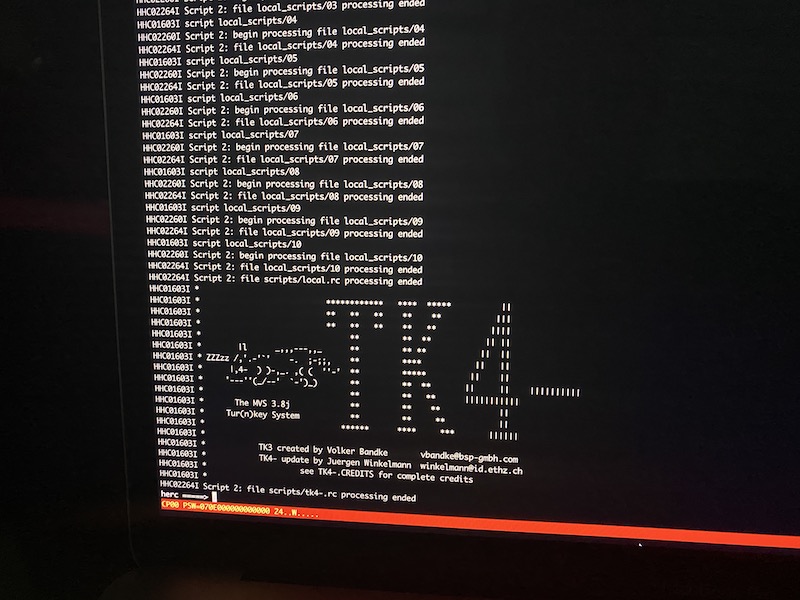 HHC02264I Script 2: file local_scripts/03 processing ended
HHC01603I script local_scripts/04
HHC02260I Script 2: begin processing file local_scripts/04
HHC02264I Script 2: file local_scripts/04 processing ended
HHC01603I script local_scripts/05
HHC02260I Script 2: begin processing file local_scripts/05
HHC02264I Script 2: file local_scripts/05 processing ended
HHC01603I script local_scripts/06
HHC02260I Script 2: begin processing file local_scripts/06
HHC02264I Script 2: file local_scripts/06 processing ended
HHC01603I script local_scripts/07
HHC02260I Script 2: begin processing file local_scripts/07
HHC02264I Script 2: file local_scripts/07 processing ended
HHC01603I script local_scripts/08
HHC02260I Script 2: begin processing file local_scripts/08
HHC02264I Script 2: file local_scripts/08 processing ended
HHC01603I script local_scripts/09
HHC02260I Script 2: begin processing file local_scripts/09
HHC02264I Script 2: file local_scripts/09 processing ended
HHC01603I script local_scripts/10
HHC02260I Script 2: begin processing file local_scripts/10
HHC02264I Script 2: file local_scripts/10 processing ended
HHC02264I Script 2: file scripts/local.rc processing ended
HHC01603I *
HHC01603I *
HHC01603I *
HHC01603I *
HHC01603I *
HHC01603I *
HHC01603I * ZZZzz TK4-
HHC01603I *
HHC01603I *
HHC01603I *
HHC01603I * The MVS 3.8j
HHC01603I * Tur(n)key System
HHC01603I *
HHC01603I *
HHC01603I * TK3 created by Volker Bandke vbandke@bsp-gmbh.com
HHC01603I * TK4- update by Juergen Winkelmann winkelmann@id.ethz.ch
HHC01603I * see TK4-.CREDITS for complete credits
HHC01603I *
HHC02264I Script 2: file scripts/tk4-.rc processing ended
herc =====>
CP00 PSW=070E000000000000 24..W.....